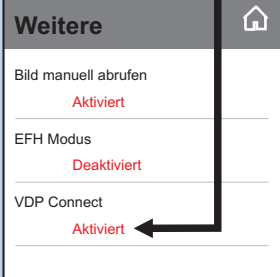 Weitere
Bild manuell abrufen
Aktiviert
EFH Modus
Deaktiviert
VDP Connect
Aktiviert